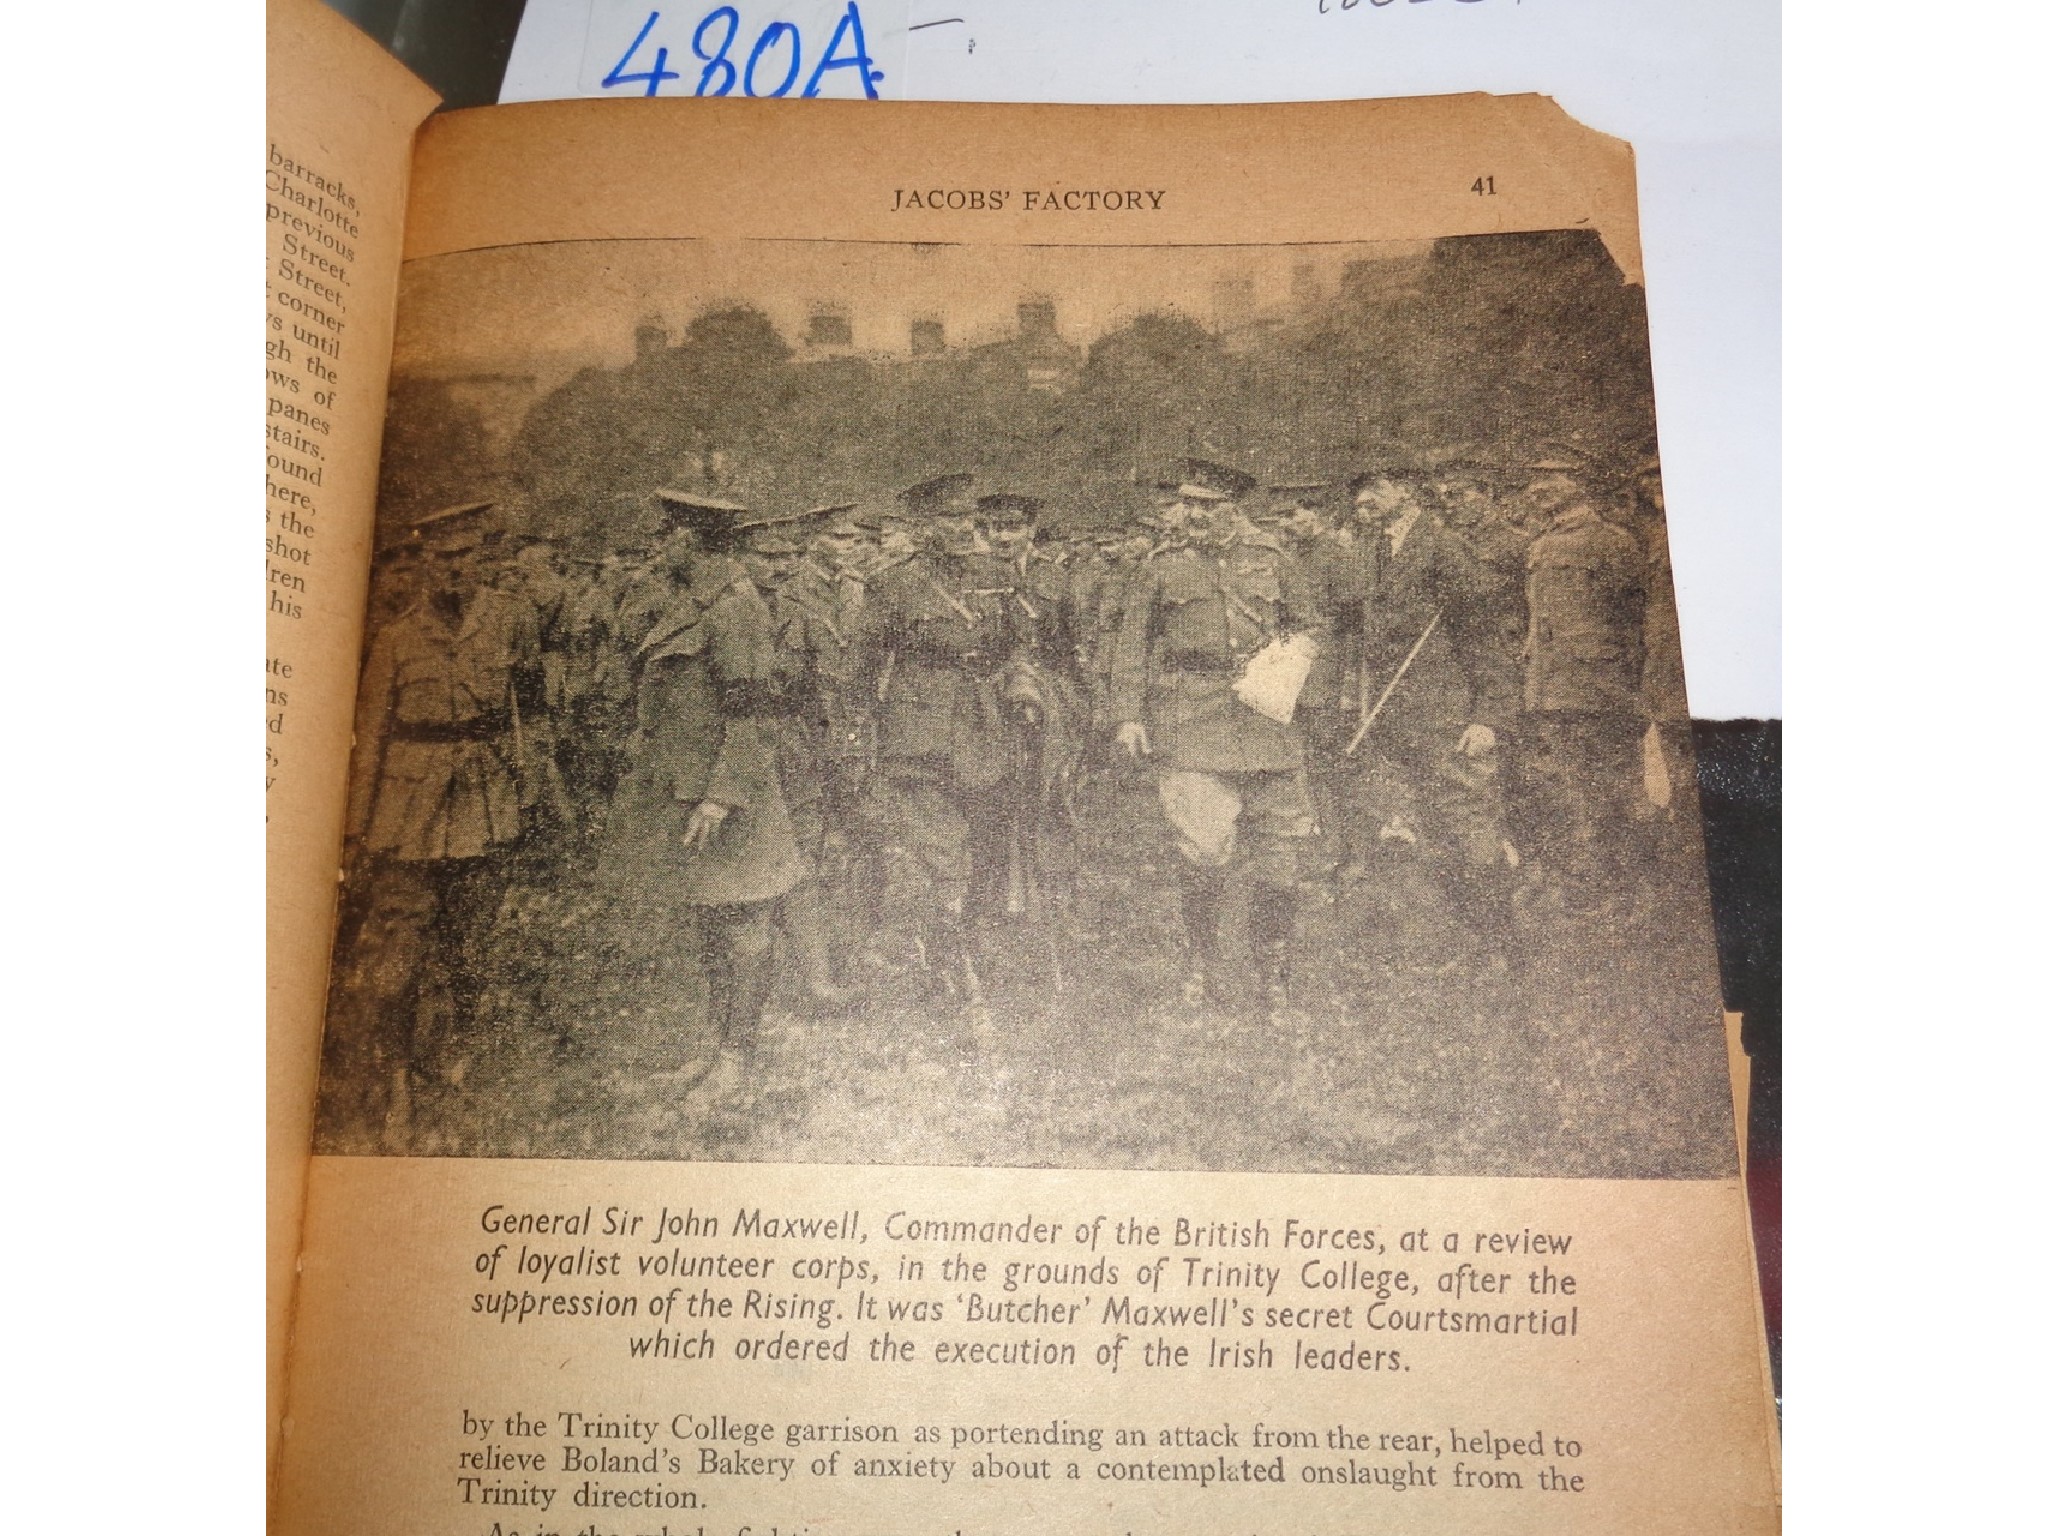 480A
barracks,
Charlotte
previous
Street.
Street,
corner
until
the
of
panes
stairs.
found
here,
the
shot
his
JACOBS' FACTORY 41
General Sir John Maxwell, Commander of the British Forces, at a review
of loyalist volunteer corps, in the grounds of Trinity College, after the
suppression of the Rising. It was 'Butcher' Maxwell's secret Courtsmartial
which ordered the execution of the Irish leaders.
by the Trinity College garrison as portending an attack from the rear, helped to
relieve Boland's Bakery of anxiety about a contemplated onslaught from the
Trinity direction.
As in the whole